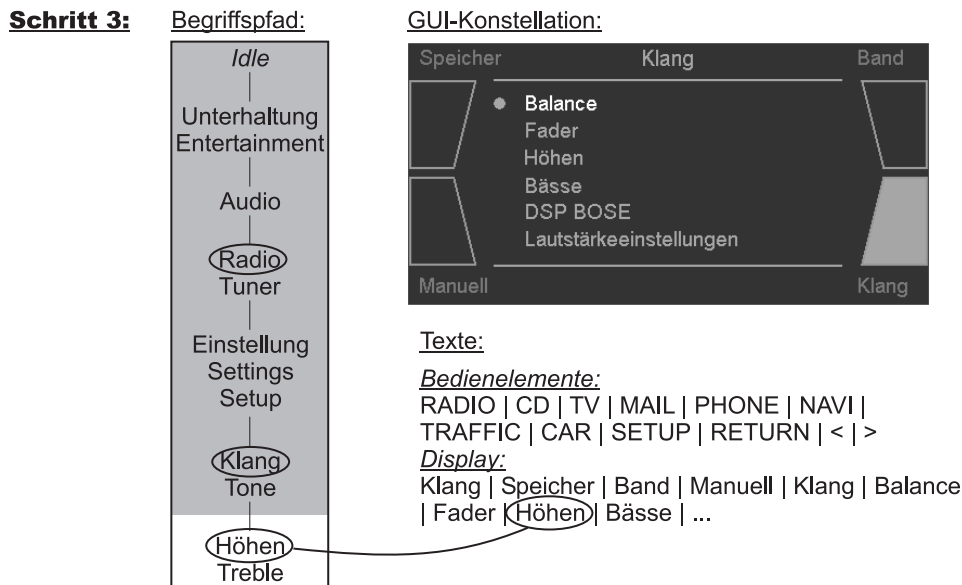 Schritt 3:
Begriffspfad:
Idle
Unterhaltung
Entertainment
Audio
Radio
Tuner
Einstellung
Settings
Setup
Klang
Tone
Höhen
Treble
GUI-Konstellation:
Speicher Klang Band
Balance
Fader
Höhen
Bässe
DSP BOSE
Lautstärkeeinstellungen
Manuell Klang
Texte:
Bedienelemente:
RADIO | CD | TV | MAIL | PHONE | NAVI |
TRAFFIC | CAR | SETUP | RETURN | < | >
Display:
Klang | Speicher | Band | Manuell | Klang | Balance
| Fader | Höhen | Bässe | ...